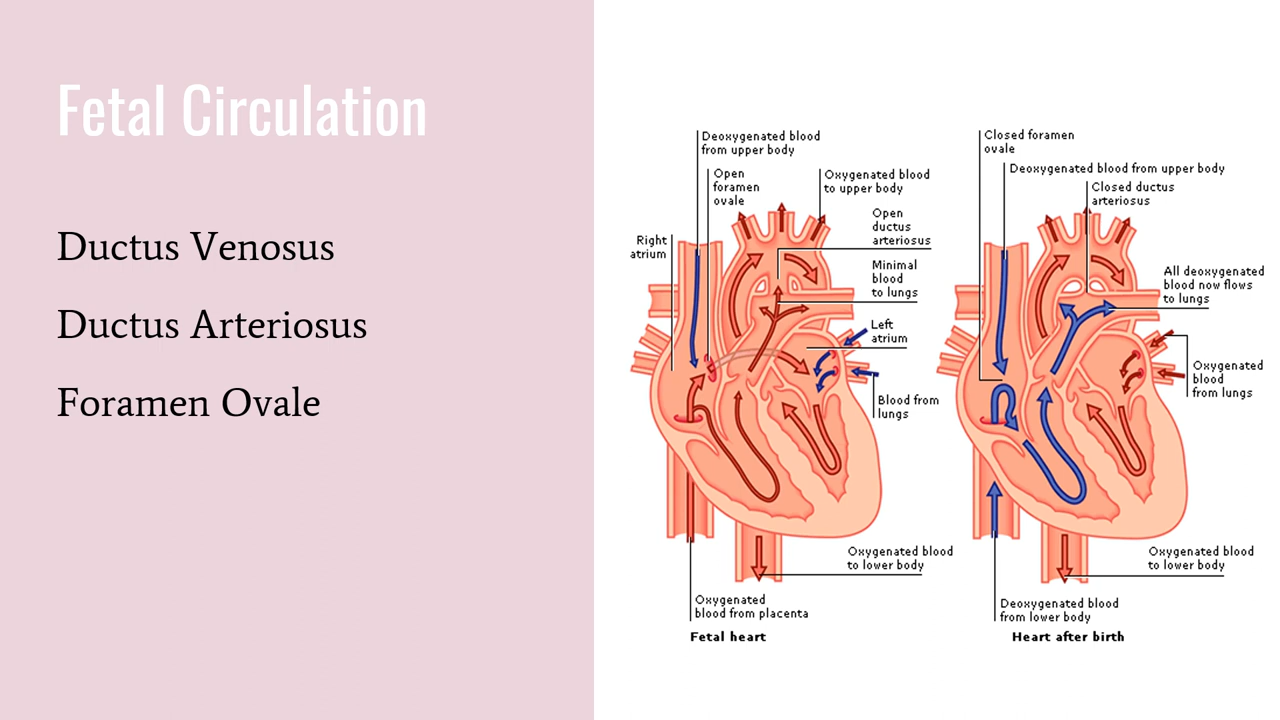 Fetal Circulation
Ductus Venosus
Ductus Arteriosus
Foramen Ovale
Deoxygenated blood
from upper body
Open
foramen
ovale
Oxygenated blood
to upper body
Open
ductus
arteriosus
Right
atrium
Minimal
blood
to lungs
Left
atrium
Blood from
lungs
Oxygenated blood
to lower body
Oxygenated
blood from placenta
Fetal heart
Closed foramen
ovale
Deoxygenated blood from upper body
Closed ductus
arteriosus
All deoxygenated
blood now flows
to lungs
Oxygenated
blood
from lungs
Oxygenated blood
to lower body
Deoxygenated blood
from lower body
Heart after birth